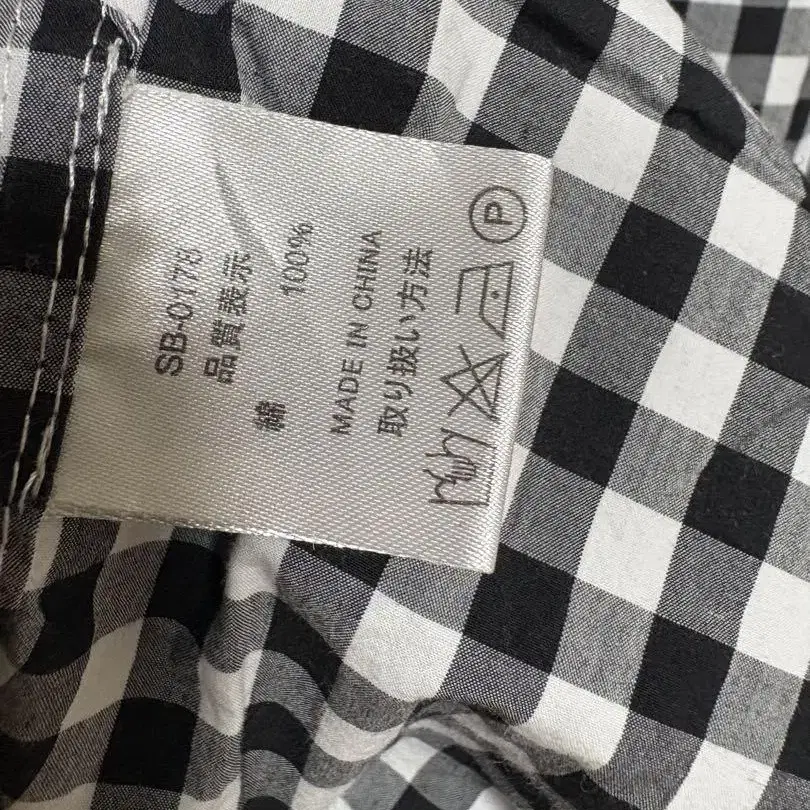 SB-0178
品質表示
綿 100%
MADE IN CHINA
取り扱い方法
P